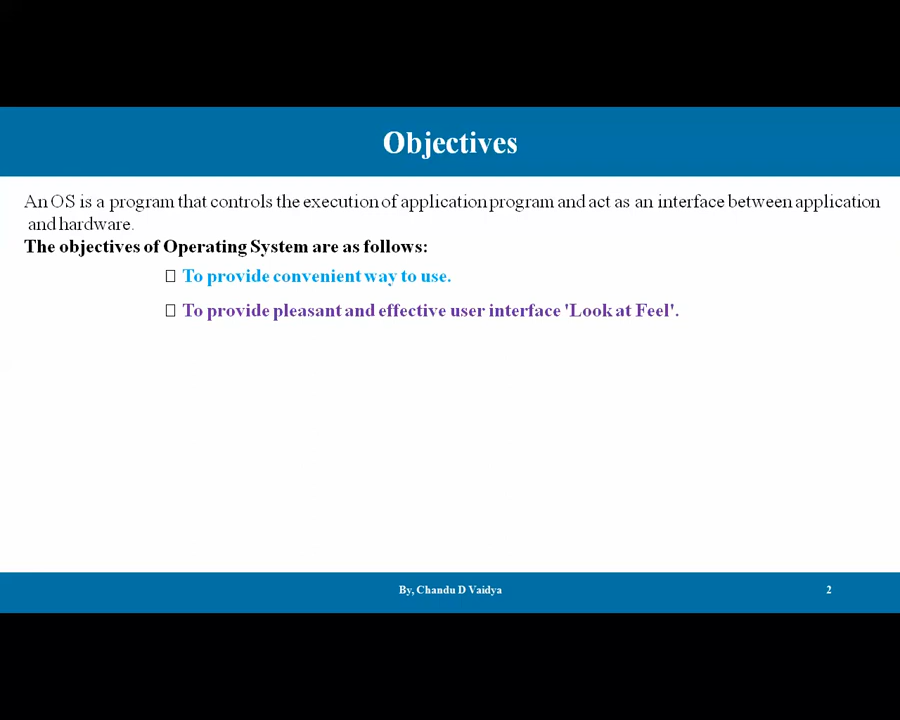 Objectives
An OS is a program that controls the execution of application program and act as an interface between application
and hardware.
The objectives of Operating System are as follows:
To provide convenient way to use.
To provide pleasant and effective user interface 'Look at Feel'.
By, Chandu D Vaidya
2